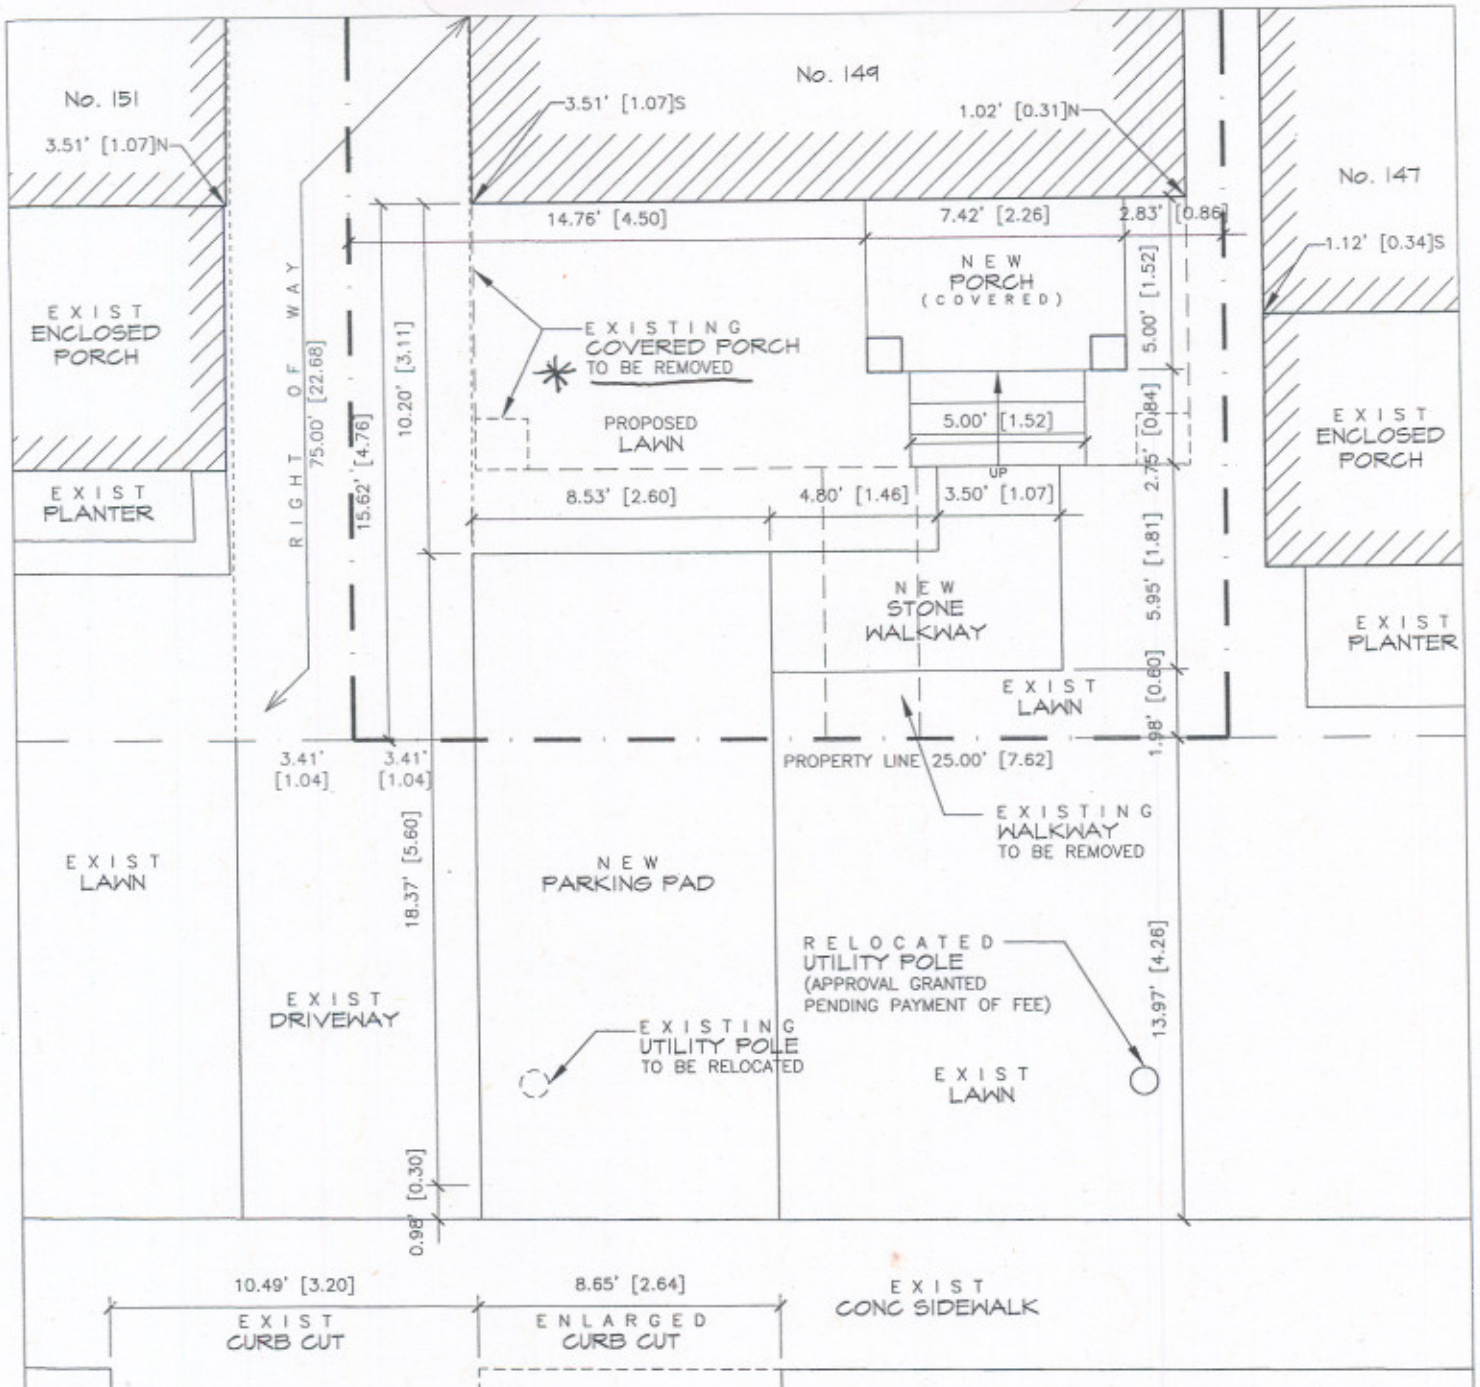 No. 151
3.51' [1.07]N
No. 149
3.51' [1.07]S
1.02' [0.31]N
No. 147
1.12' [0.34]S
14.76' [4.50]
7.42' [2.26]
2.83' [0.86]
NEW
PORCH
(COVERED)
5.00' [1.52]
EXIST
ENCLOSED
PORCH
RIGHT OF WAY
75.00' [22.68]
15.62' [4.76]
10.20' [3.11]
EXISTING
COVERED PORCH
TO BE REMOVED
PROPOSED
LAWN
5.00' [1.52]
UP
2.75' [0.84]
EXIST
ENCLOSED
PORCH
EXIST
PLANTER
8.53' [2.60]
4.80' [1.46]
3.50' [1.07]
5.95' [1.81]
NEW
STONE
WALKWAY
EXIST
PLANTER
EXIST
LAWN
1.98' [0.60]
3.41'
[1.04]
3.41'
[1.04]
PROPERTY LINE 25.00' [7.62]
EXISTING
WALKWAY
TO BE REMOVED
EXIST
LAWN
18.37' [5.60]
NEW
PARKING PAD
RELOCATED
UTILITY POLE
(APPROVAL GRANTED
PENDING PAYMENT OF FEE)
13.97' [4.26]
EXIST
DRIVEWAY
EXISTING
UTILITY POLE
TO BE RELOCATED
EXIST
LAWN
0.98' [0.30]
10.49' [3.20]
EXIST
CURB CUT
8.65' [2.64]
ENLARGED
CURB CUT
EXIST
CONC SIDEWALK